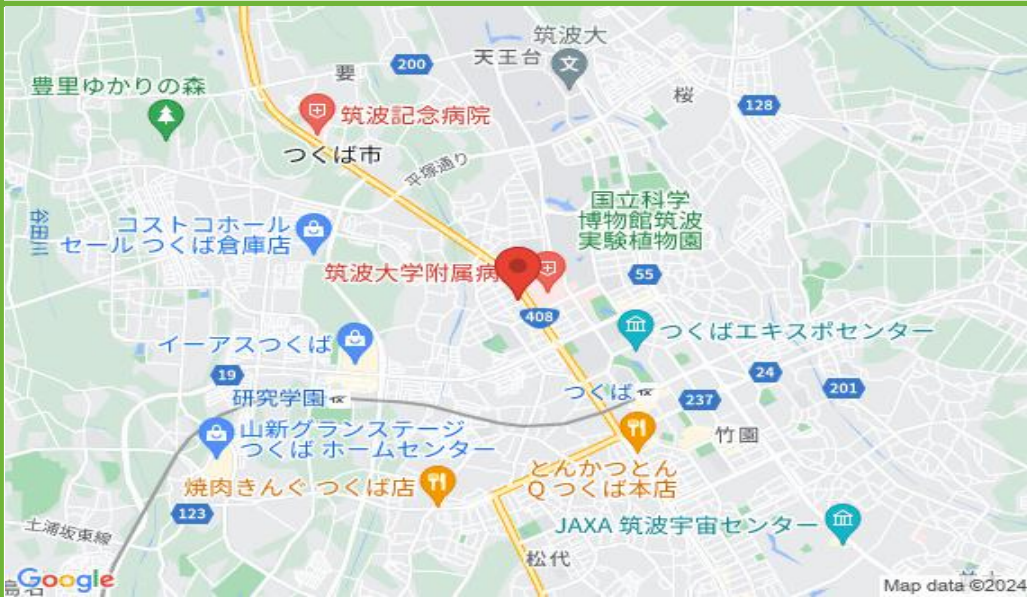 筑波大
天王台
200
要
豊里ゆかりの森
桜
128
筑波記念病院
つくば市
平塚通り
国立科学
博物館筑波
実験植物園
谷田川
コストコホール
セール つくば倉庫店
筑波大学附属病
55
408
つくばエキスポセンター
イーアスつくば
19
24
201
研究学園
つくば
237
山新グランステージ
つくば ホームセンター
竹園
とんかつとん
Q つくば本店
焼肉きんぐ つくば店
123
JAXA 筑波宇宙センター
土浦坂東線
松代
Google
Map data ©2024